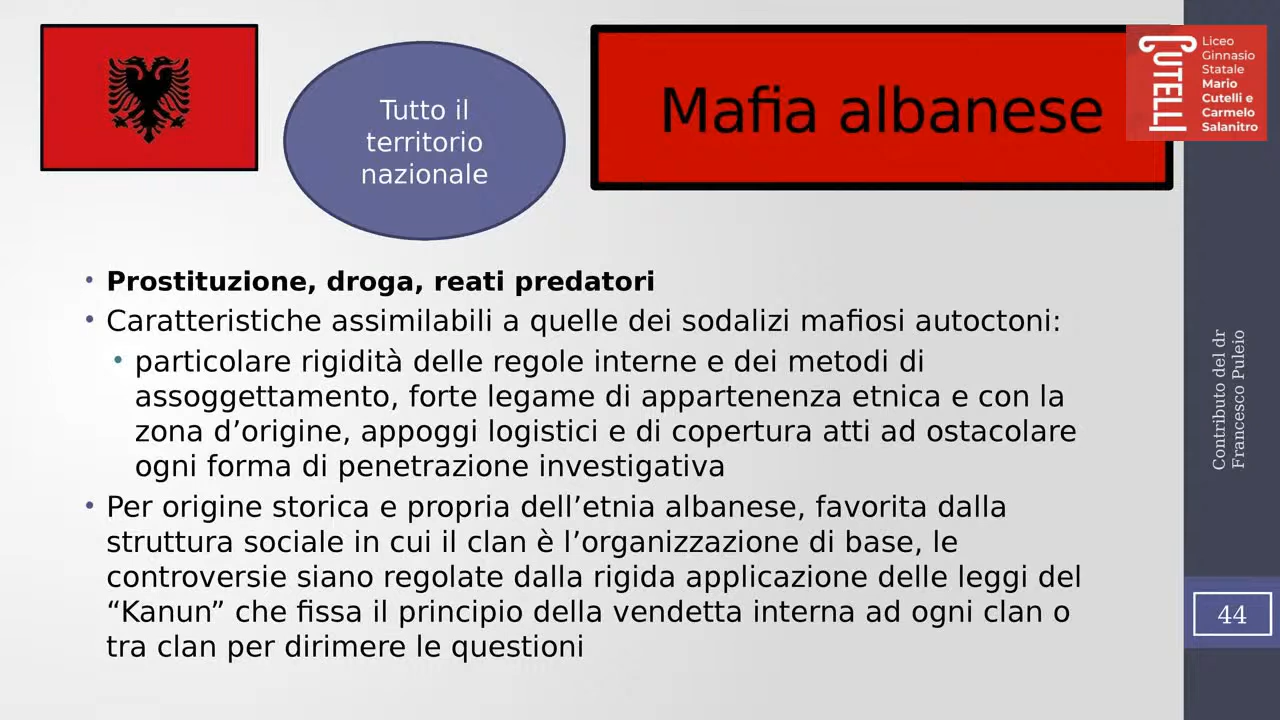 Tutto il
territorio
nazionale
Mafia albanese
CUTELLI
Liceo
Ginnasio
Statale
Mario
Cutelli e
Carmelo
Salanitro
• Prostituzione, droga, reati predatori
• Caratteristiche assimilabili a quelle dei sodalizi mafiosi autoctoni:
• particolare rigidità delle regole interne e dei metodi di
assoggettamento, forte legame di appartenenza etnica e con la
zona d’origine, appoggi logistici e di copertura atti ad ostacolare
ogni forma di penetrazione investigativa
• Per origine storica e propria dell’etnia albanese, favorita dalla
struttura sociale in cui il clan è l’organizzazione di base, le
controversie siano regolate dalla rigida applicazione delle leggi del
“Kanun” che fissa il principio della vendetta interna ad ogni clan o
tra clan per dirimere le questioni
Contributo del dr
Francesco Puleio
44